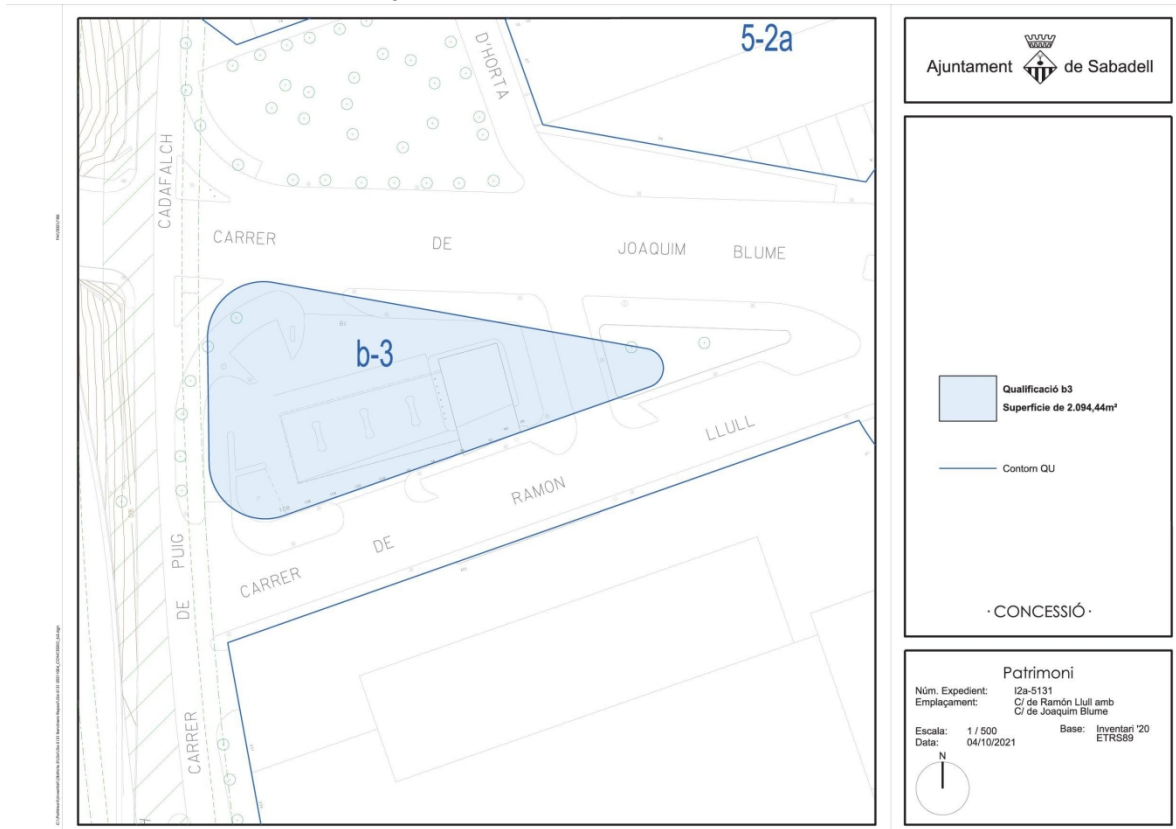 5-2a
D'HORTA
CADAFALCH
CARRER DE JOAQUIM BLUME
b-3
LLULL
RAMON
DE
CARRER
PUIG
DE
CARRER
Ajuntament de Sabadell
Qualificació b3
Superfície de 2.094,44m²
Contorn QU
· CONCESSIÓ ·
Patrimoni
Núm. Expedient: I2a-5131
Emplaçament: C/ de Ramón Llull amb
C/ de Joaquim Blume
Escala: 1 / 500 Base: Inventari '20
ETRS89
Data: 04/10/2021
N